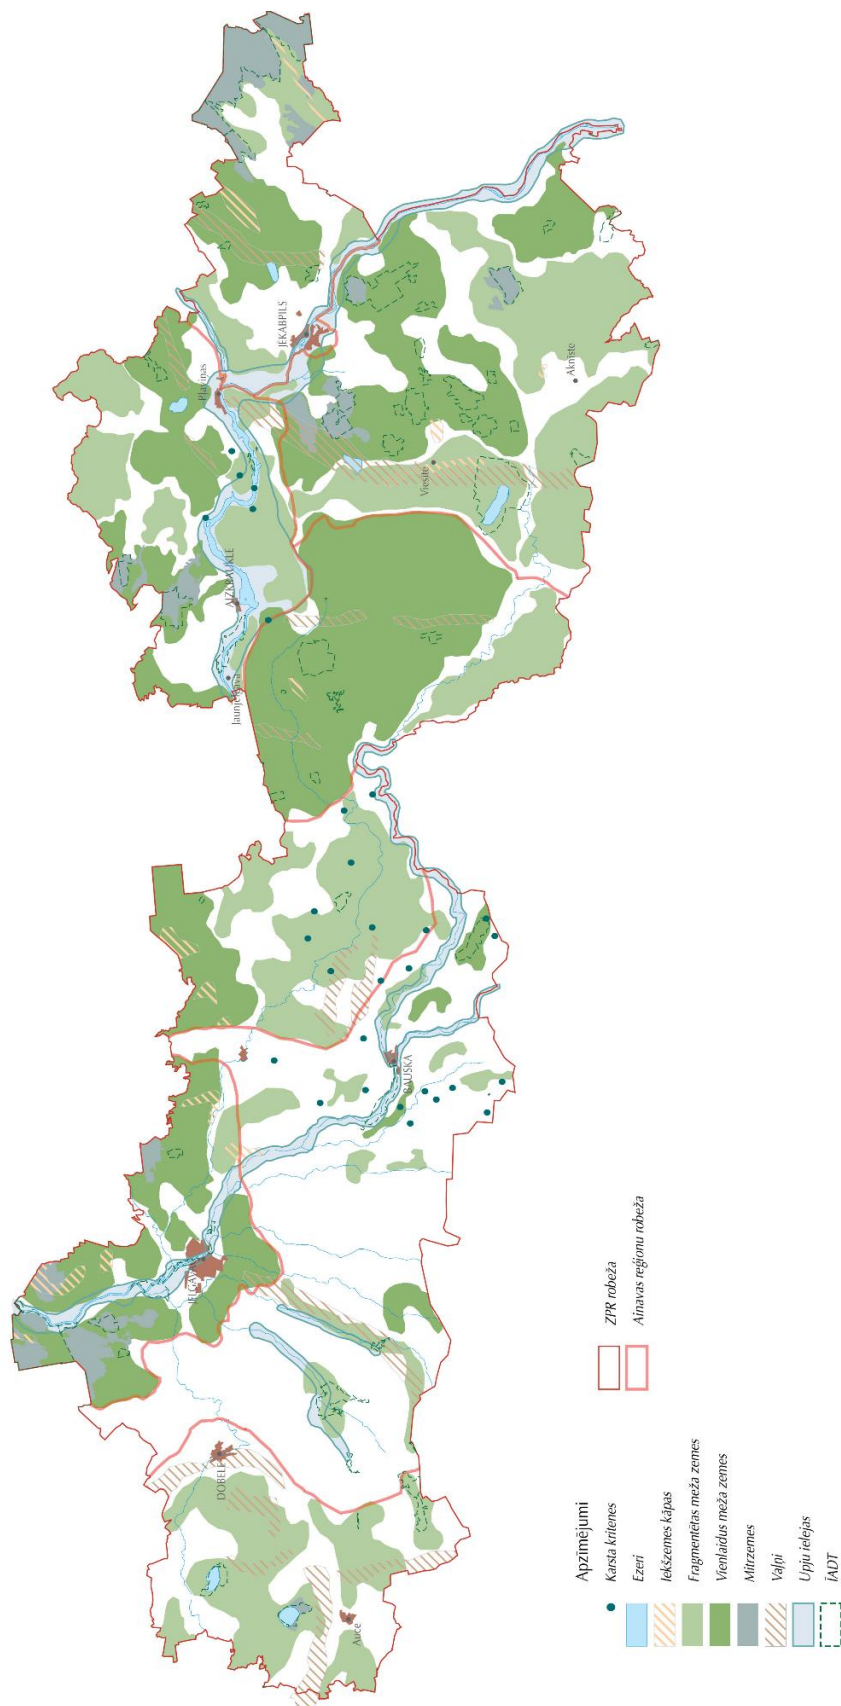 JĒKABPILS
Pļaviņas
Aknīste
Viesīte
AIZKRAUKLE
BAUSKA
JELGAVA
DOBELE
Auce
Apzīmējumi
Karsta kritenes
Ezeri
Iekšzemes kāpas
Fragmentētas meža zemes
Vienlaidus meža zemes
Mitrzemes
Vaļņi
Upju ielejas
ĪADT
ZPR robeža
Ainavas reģionu robeža